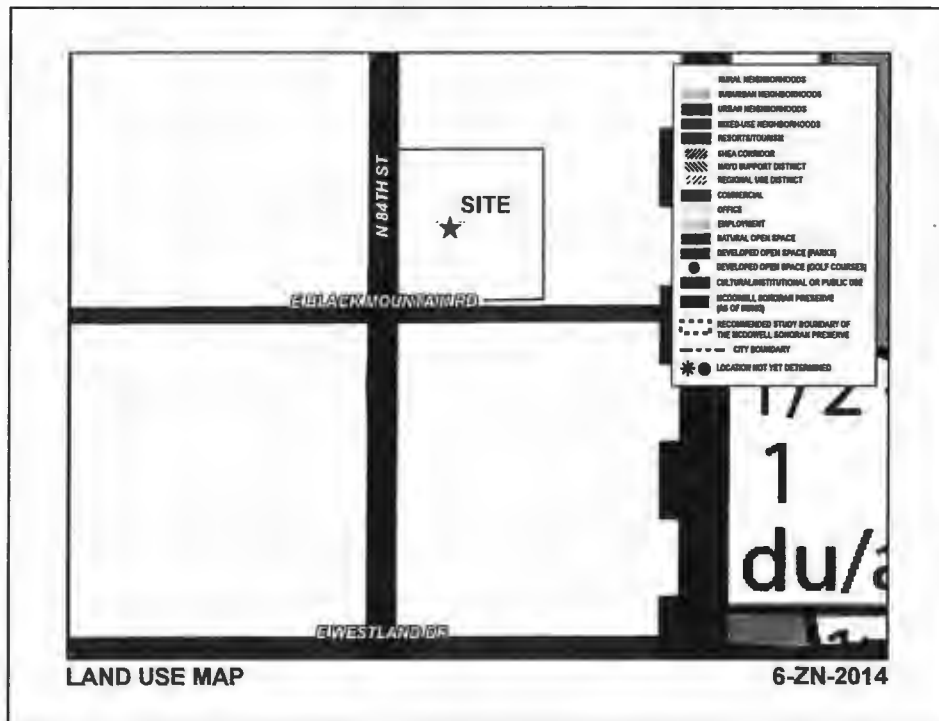 RURAL NEIGHBORHOODS
SUBURBAN NEIGHBORHOODS
URBAN NEIGHBORHOODS
MIXED-USE NEIGHBORHOODS
RESORTS/TOURISM
SHEA CORRIDOR
MAYO SUPPORT DISTRICT
REGIONAL USE DISTRICT
COMMERCIAL
OFFICE
EMPLOYMENT
NATURAL OPEN SPACE
DEVELOPED OPEN SPACE (PARKS)
DEVELOPED OPEN SPACE (GOLF COURSES)
CULTURAL/INSTITUTIONAL OR PUBLIC USE
MCDOWELL SONORAN PRESERVE
RECOMMENDED STUDY BOUNDARY OF
THE MCDOWELL SONORAN PRESERVE
CITY BOUNDARY
LOCATION NOT YET DETERMINED
N 84TH ST
SITE
E BLACK MOUNTAIN RD
1/2
1
du/a
E WESTLAND DR
LAND USE MAP
6-ZN-2014